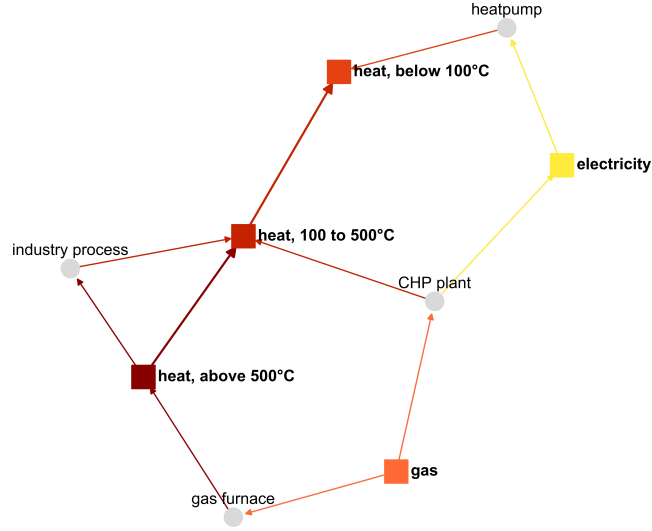 heatpump
heat, below 100°C
electricity
heat, 100 to 500°C
industry process
CHP plant
heat, above 500°C
gas
gas furnace